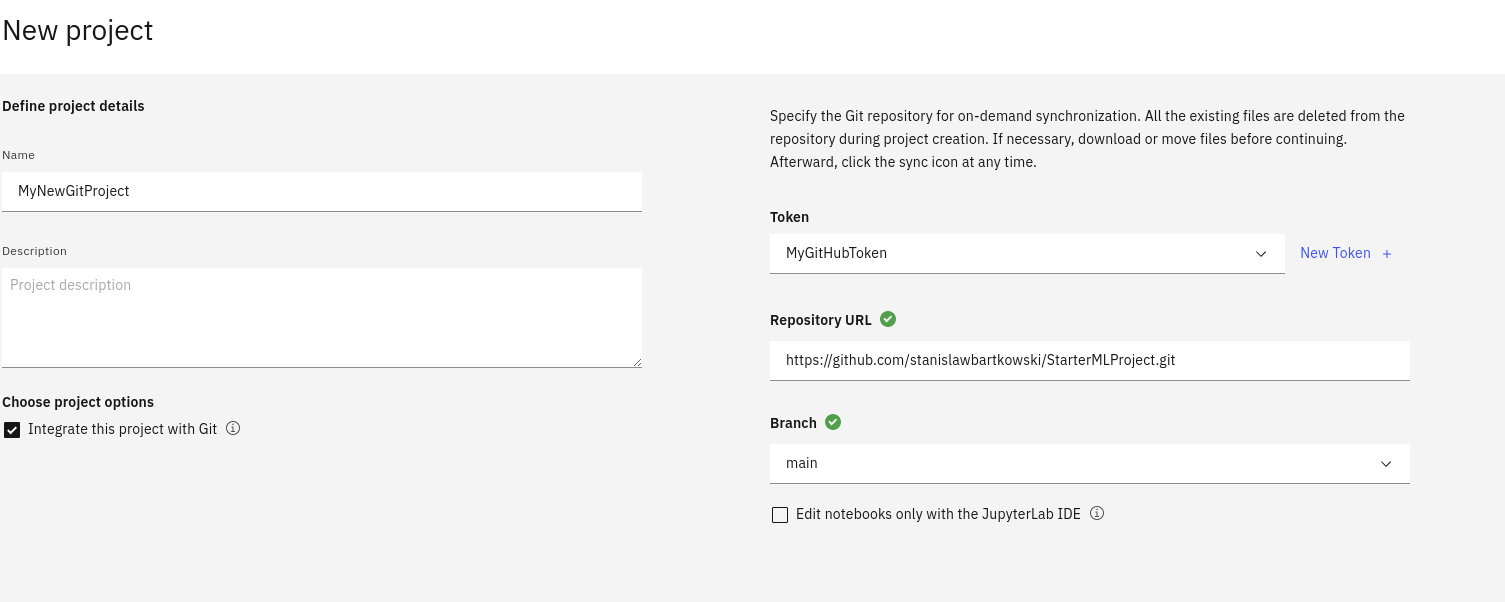 New project
Define project details
Name
MyNewGitProject
Description
Project description
Choose project options
Integrate this project with Git
Specify the Git repository for on-demand synchronization. All the existing files are deleted from the
repository during project creation. If necessary, download or move files before continuing.
Afterward, click the sync icon at any time.
Token
MyGitHubToken
New Token +
Repository URL
https://github.com/stanislawbartkowski/StarterMLProject.git
Branch
main
Edit notebooks only with the JupyterLab IDE